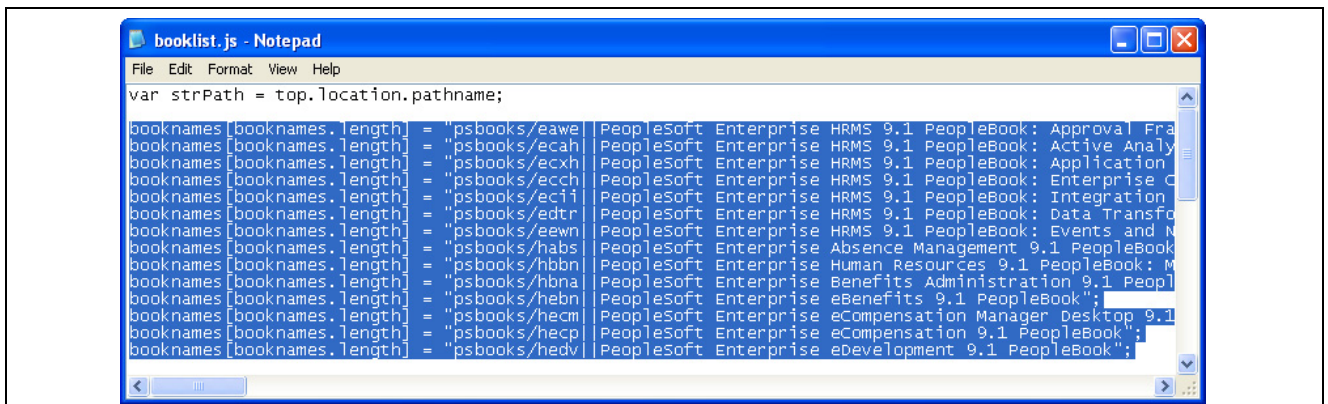 booklist.js - Notepad
File Edit Format View Help
var strPath = top.location.pathname;
booknames[booknames.length] = "psbooks/eawe||PeopleSoft Enterprise HRMS 9.1 PeopleBook: Approval Fra
booknames[booknames.length] = "psbooks/ecah||PeopleSoft Enterprise HRMS 9.1 PeopleBook: Active Analy
booknames[booknames.length] = "psbooks/ecxh||PeopleSoft Enterprise HRMS 9.1 PeopleBook: Application
booknames[booknames.length] = "psbooks/ecch||PeopleSoft Enterprise HRMS 9.1 PeopleBook: Enterprise C
booknames[booknames.length] = "psbooks/ecii||PeopleSoft Enterprise HRMS 9.1 PeopleBook: Integration
booknames[booknames.length] = "psbooks/edtr||PeopleSoft Enterprise HRMS 9.1 PeopleBook: Data Transfo
booknames[booknames.length] = "psbooks/eewn||PeopleSoft Enterprise HRMS 9.1 PeopleBook: Events and N
booknames[booknames.length] = "psbooks/habs||PeopleSoft Enterprise Absence Management 9.1 PeopleBook
booknames[booknames.length] = "psbooks/hbbn||PeopleSoft Enterprise Human Resources 9.1 PeopleBook: M
booknames[booknames.length] = "psbooks/hbna||PeopleSoft Enterprise Benefits Administration 9.1 Peopl
booknames[booknames.length] = "psbooks/hebn||PeopleSoft Enterprise eBenefits 9.1 PeopleBook";
booknames[booknames.length] = "psbooks/hecm||PeopleSoft Enterprise eCompensation Manager Desktop 9.1
booknames[booknames.length] = "psbooks/hecp||PeopleSoft Enterprise eCompensation 9.1 PeopleBook";
booknames[booknames.length] = "psbooks/hedv||PeopleSoft Enterprise eDevelopment 9.1 PeopleBook";